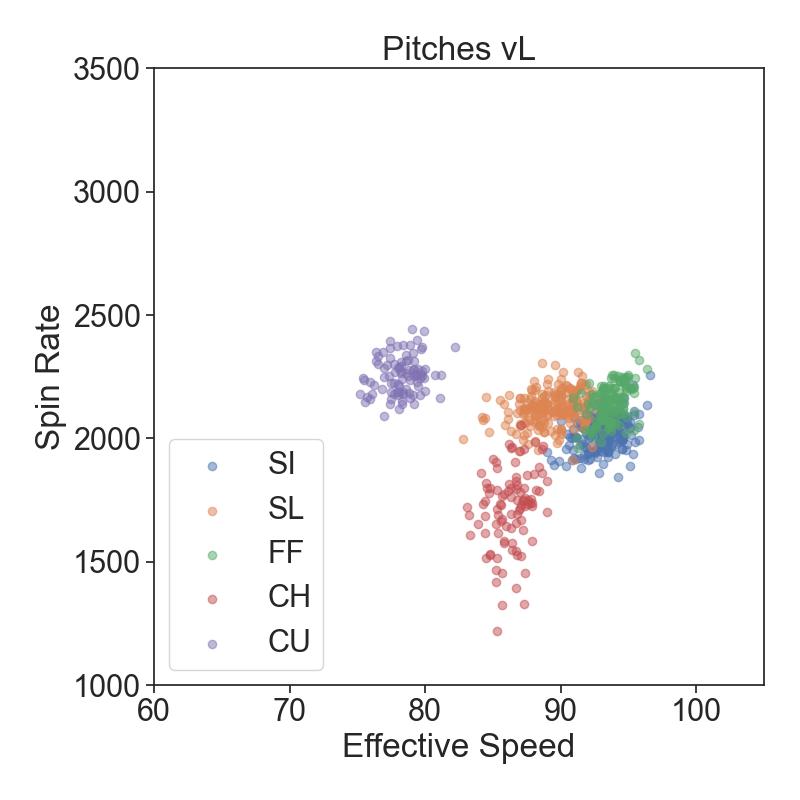 Pitches vL
3500
3000
2500
2000
1500
1000
Spin Rate
SI
SL
FF
CH
CU
60 70 80 90 100
Effective Speed